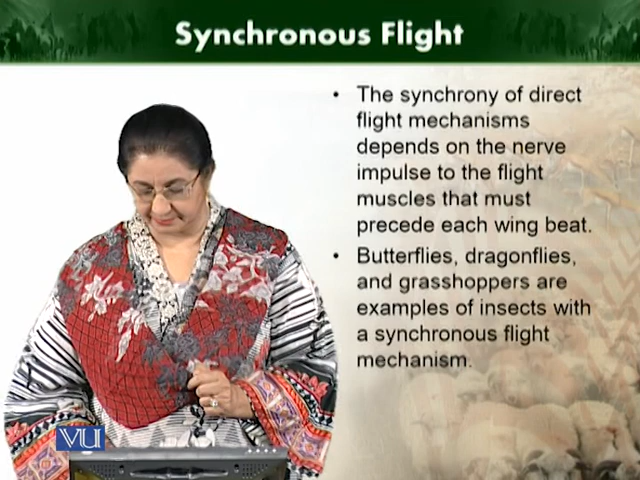 Synchronous Flight
• The synchrony of direct
flight mechanisms
depends on the nerve
impulse to the flight
muscles that must
precede each wing beat.
• Butterflies, dragonflies,
and grasshoppers are
examples of insects with
a synchronous flight
mechanism.
VU